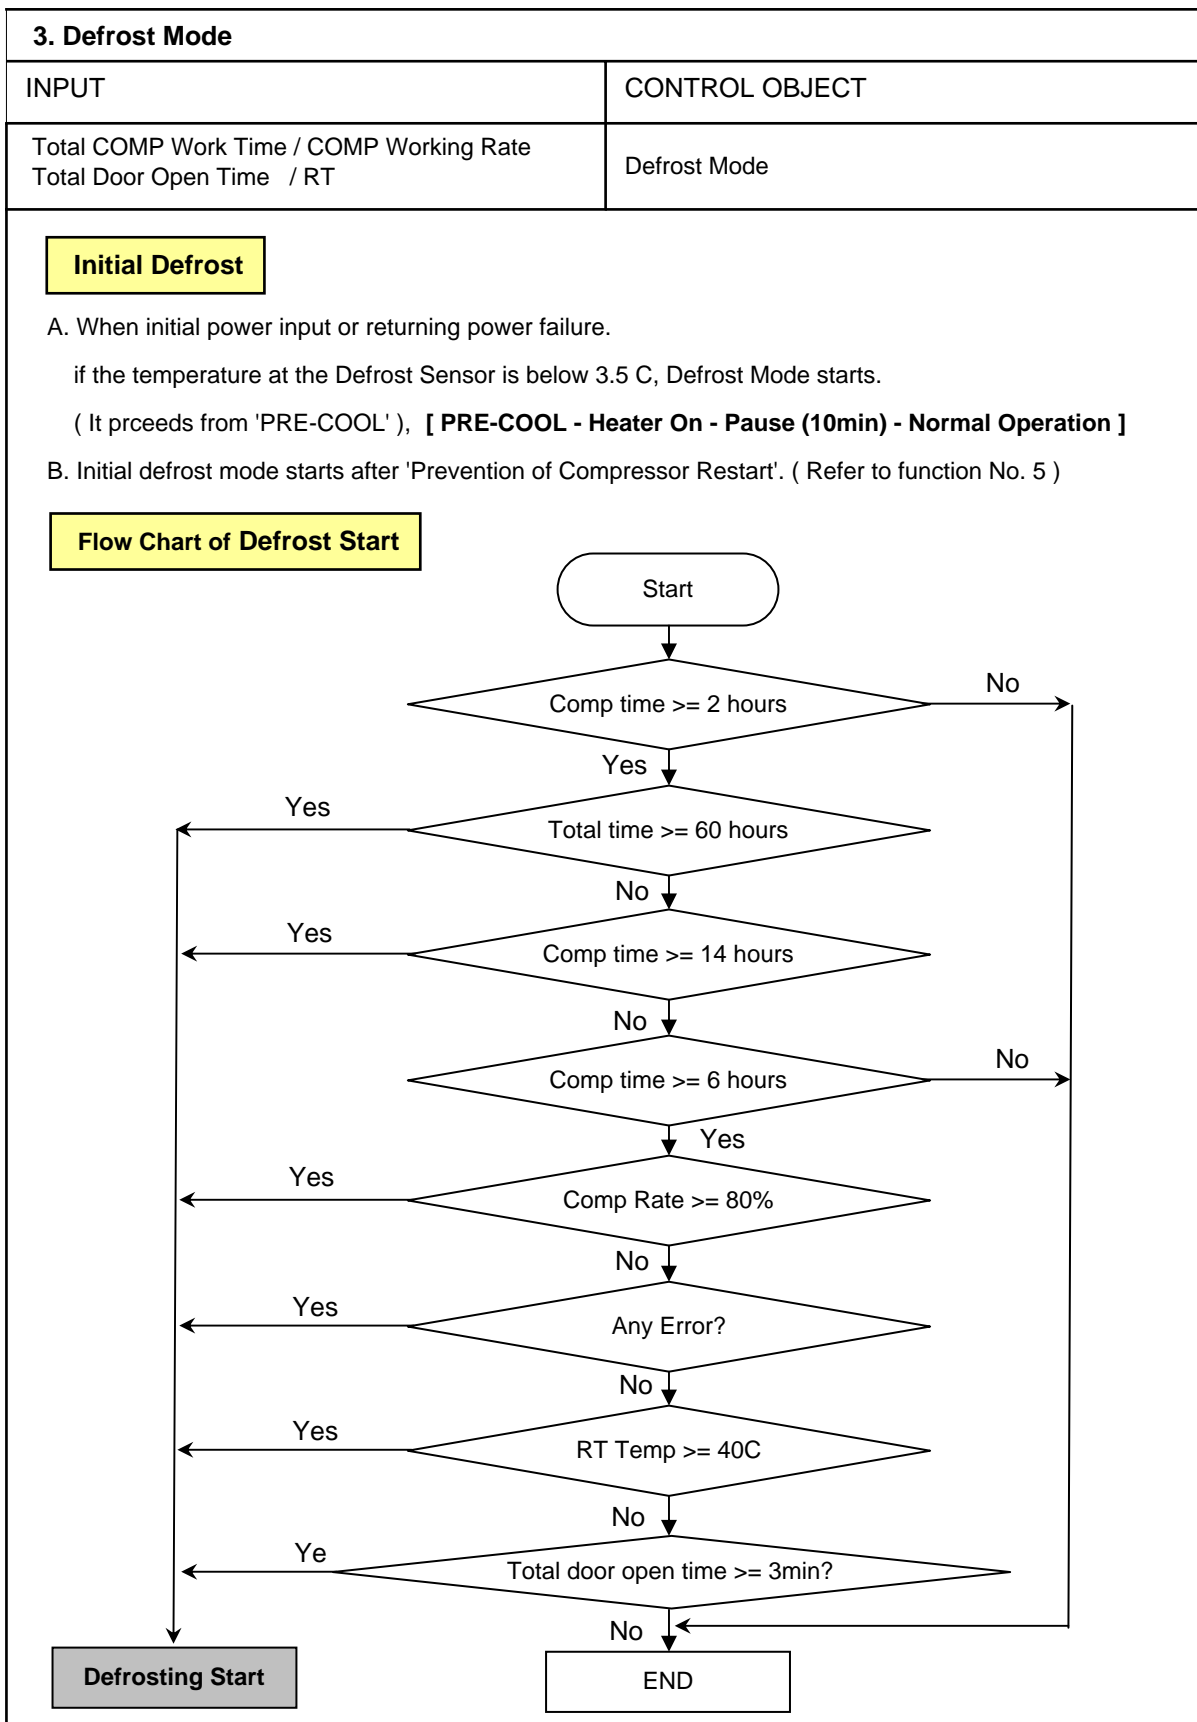 3. Defrost Mode
INPUT
CONTROL OBJECT
Total COMP Work Time / COMP Working Rate
Total Door Open Time / RT
Defrost Mode
Initial Defrost
A. When initial power input or returning power failure.
if the temperature at the Defrost Sensor is below 3.5 C, Defrost Mode starts.
( It prceeds from 'PRE-COOL' ), [ PRE-COOL - Heater On - Pause (10min) - Normal Operation ]
B. Initial defrost mode starts after 'Prevention of Compressor Restart'. ( Refer to function No. 5 )
Flow Chart of Defrost Start
Start
Comp time >= 2 hours
No
Yes
Yes
Total time >= 60 hours
No
Yes
Comp time >= 14 hours
No
Comp time >= 6 hours
No
Yes
Yes
Comp Rate >= 80%
No
Yes
Any Error?
No
Yes
RT Temp >= 40C
No
Ye
Total door open time >= 3min?
No
Defrosting Start
END